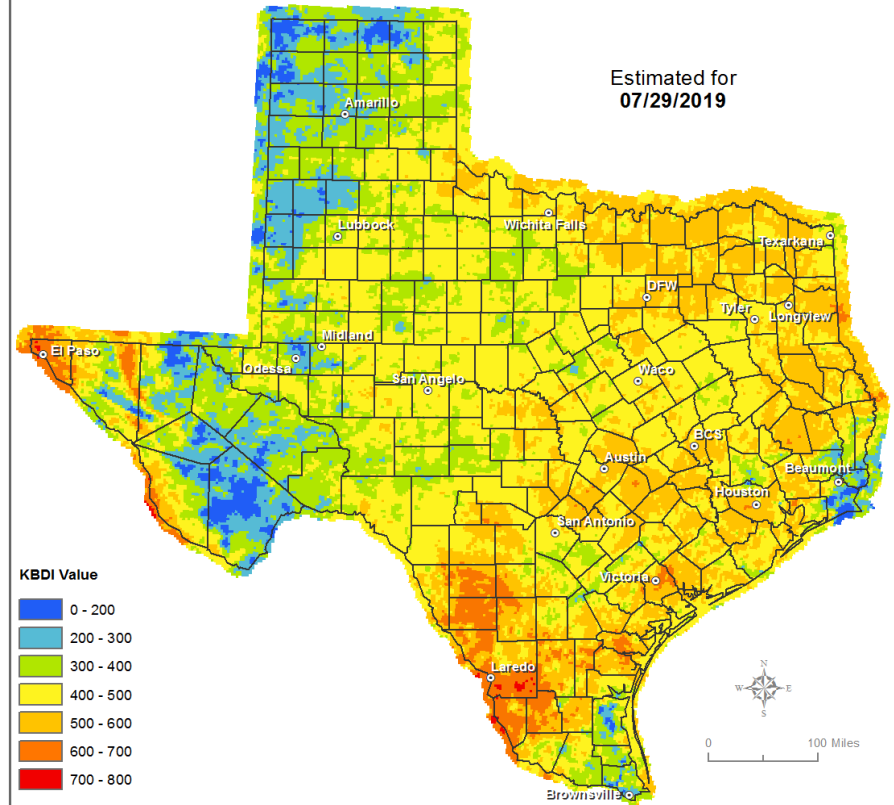 Estimated for
07/29/2019
Amarillo
Lubbock
Wichita Falls
Texarkana
DFW
Tyler
Longview
Midland
El Paso
Odessa
Waco
San Angelo
BCS
Austin
Beaumont
Houston
San Antonio
Victoria
KBDI Value
0 - 200
200 - 300
300 - 400
400 - 500
500 - 600
600 - 700
700 - 800
Laredo
N
W
E
S
0
100 Miles
Brownsville